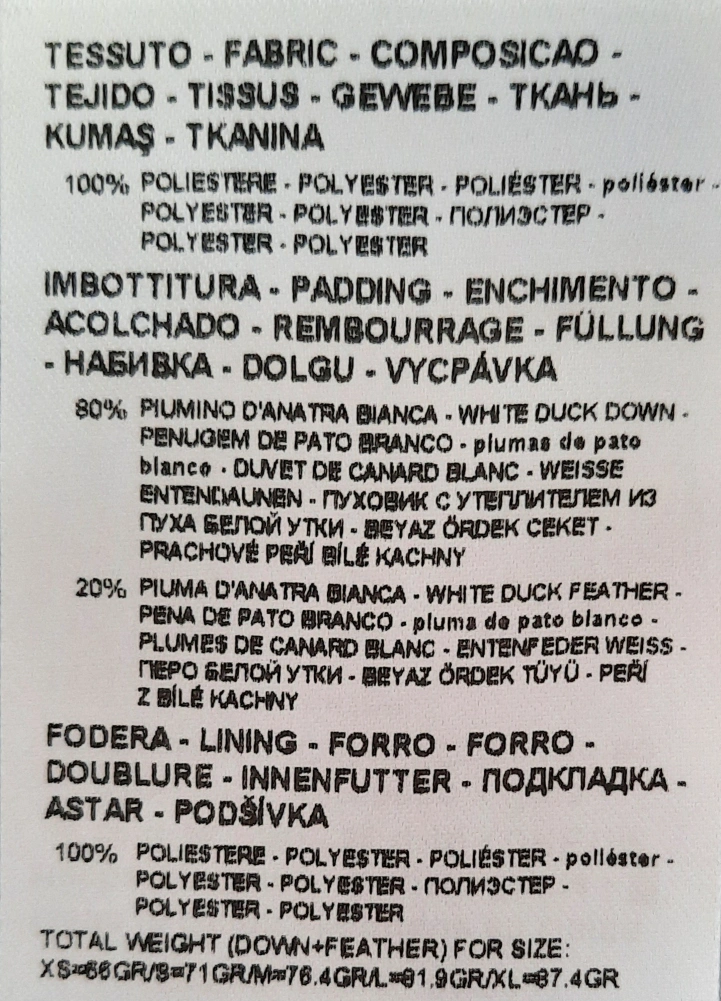 TESSUTO - FABRIC - COMPOSICAO -
TEJIDO - TISSUS - GEWEBE - ТКАНЬ -
KUMAŞ - TKANINA
100% POLIESTERE - POLYESTER - POLIÉSTER - poliéster -
POLYESTER - POLYESTER - ПОЛИЭСТЕР -
POLYESTER - POLYESTER
IMBOTTITURA - PADDING - ENCHIMENTO -
ACOLCHADO - REMBOURRAGE - FÜLLUNG
- НАБИВКА - DOLGU - VYCPÁVKA
80% PIUMINO D'ANATRA BIANCA - WHITE DUCK DOWN -
PENUGEM DE PATO BRANCO - plumas de pato
blanco - DUVET DE CANARD BLANC - WEISSE
ENTENDAUNEN - ПУХОВИК С УТЕПЛИТЕЛЕМ ИЗ
ПУХА БЕЛОЙ УТКИ - BEYAZ ÖRDEK CEKET -
PRACHOVÉ PEŘÍ BÍLÉ KACHNY
20% PIUMA D'ANATRA BIANCA - WHITE DUCK FEATHER -
PENA DE PATO BRANCO - pluma de pato blanco -
PLUMES DE CANARD BLANC - ENTENFEDER WEISS -
ПЕРО БЕЛОЙ УТКИ - BEYAZ ÖRDEK TÜYÜ - PEŘÍ
Z BÍLÉ KACHNY
FODERA - LINING - FORRO - FORRO -
DOUBLURE - INNENFUTTER - ПОДКЛАДКА -
ASTAR - PODŠÍVKA
100% POLIESTERE - POLYESTER - POLIÉSTER - poliéster -
POLYESTER - POLYESTER - ПОЛИЭСТЕР -
POLYESTER - POLYESTER
TOTAL WEIGHT (DOWN+FEATHER) FOR SIZE:
XS=66GR/S=71GR/M=76.4GR/L=81.9GR/XL=87.4GR